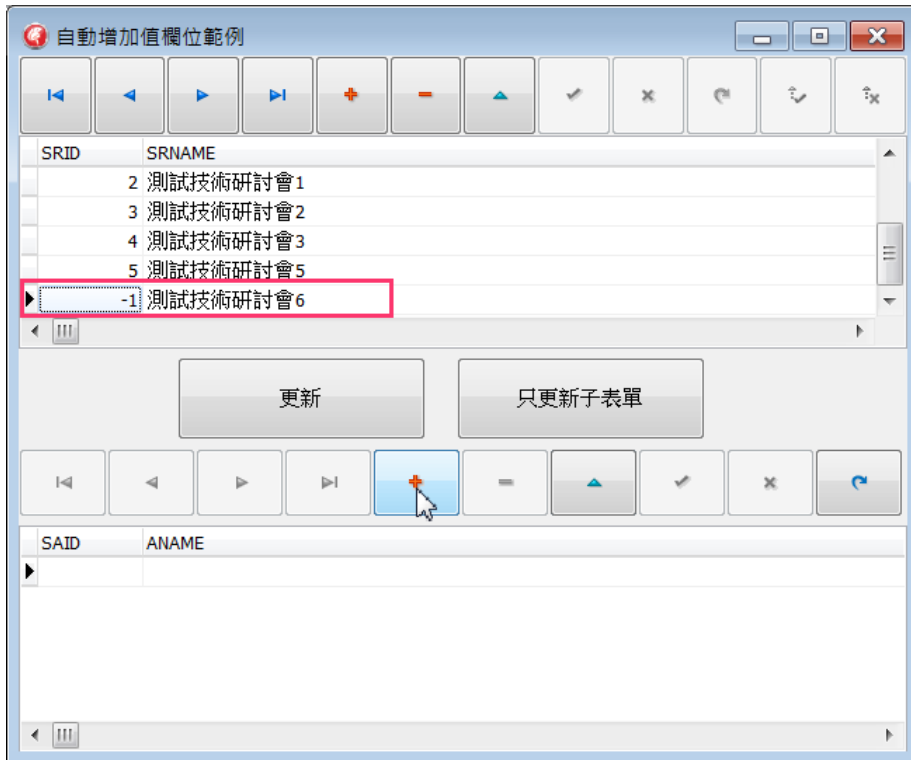 自動增加值欄位範例
SRID SRNAME
2 測試技術研討會1
3 測試技術研討會2
4 測試技術研討會3
5 測試技術研討會5
-1 測試技術研討會6
更新 只更新子表單
SAID ANAME